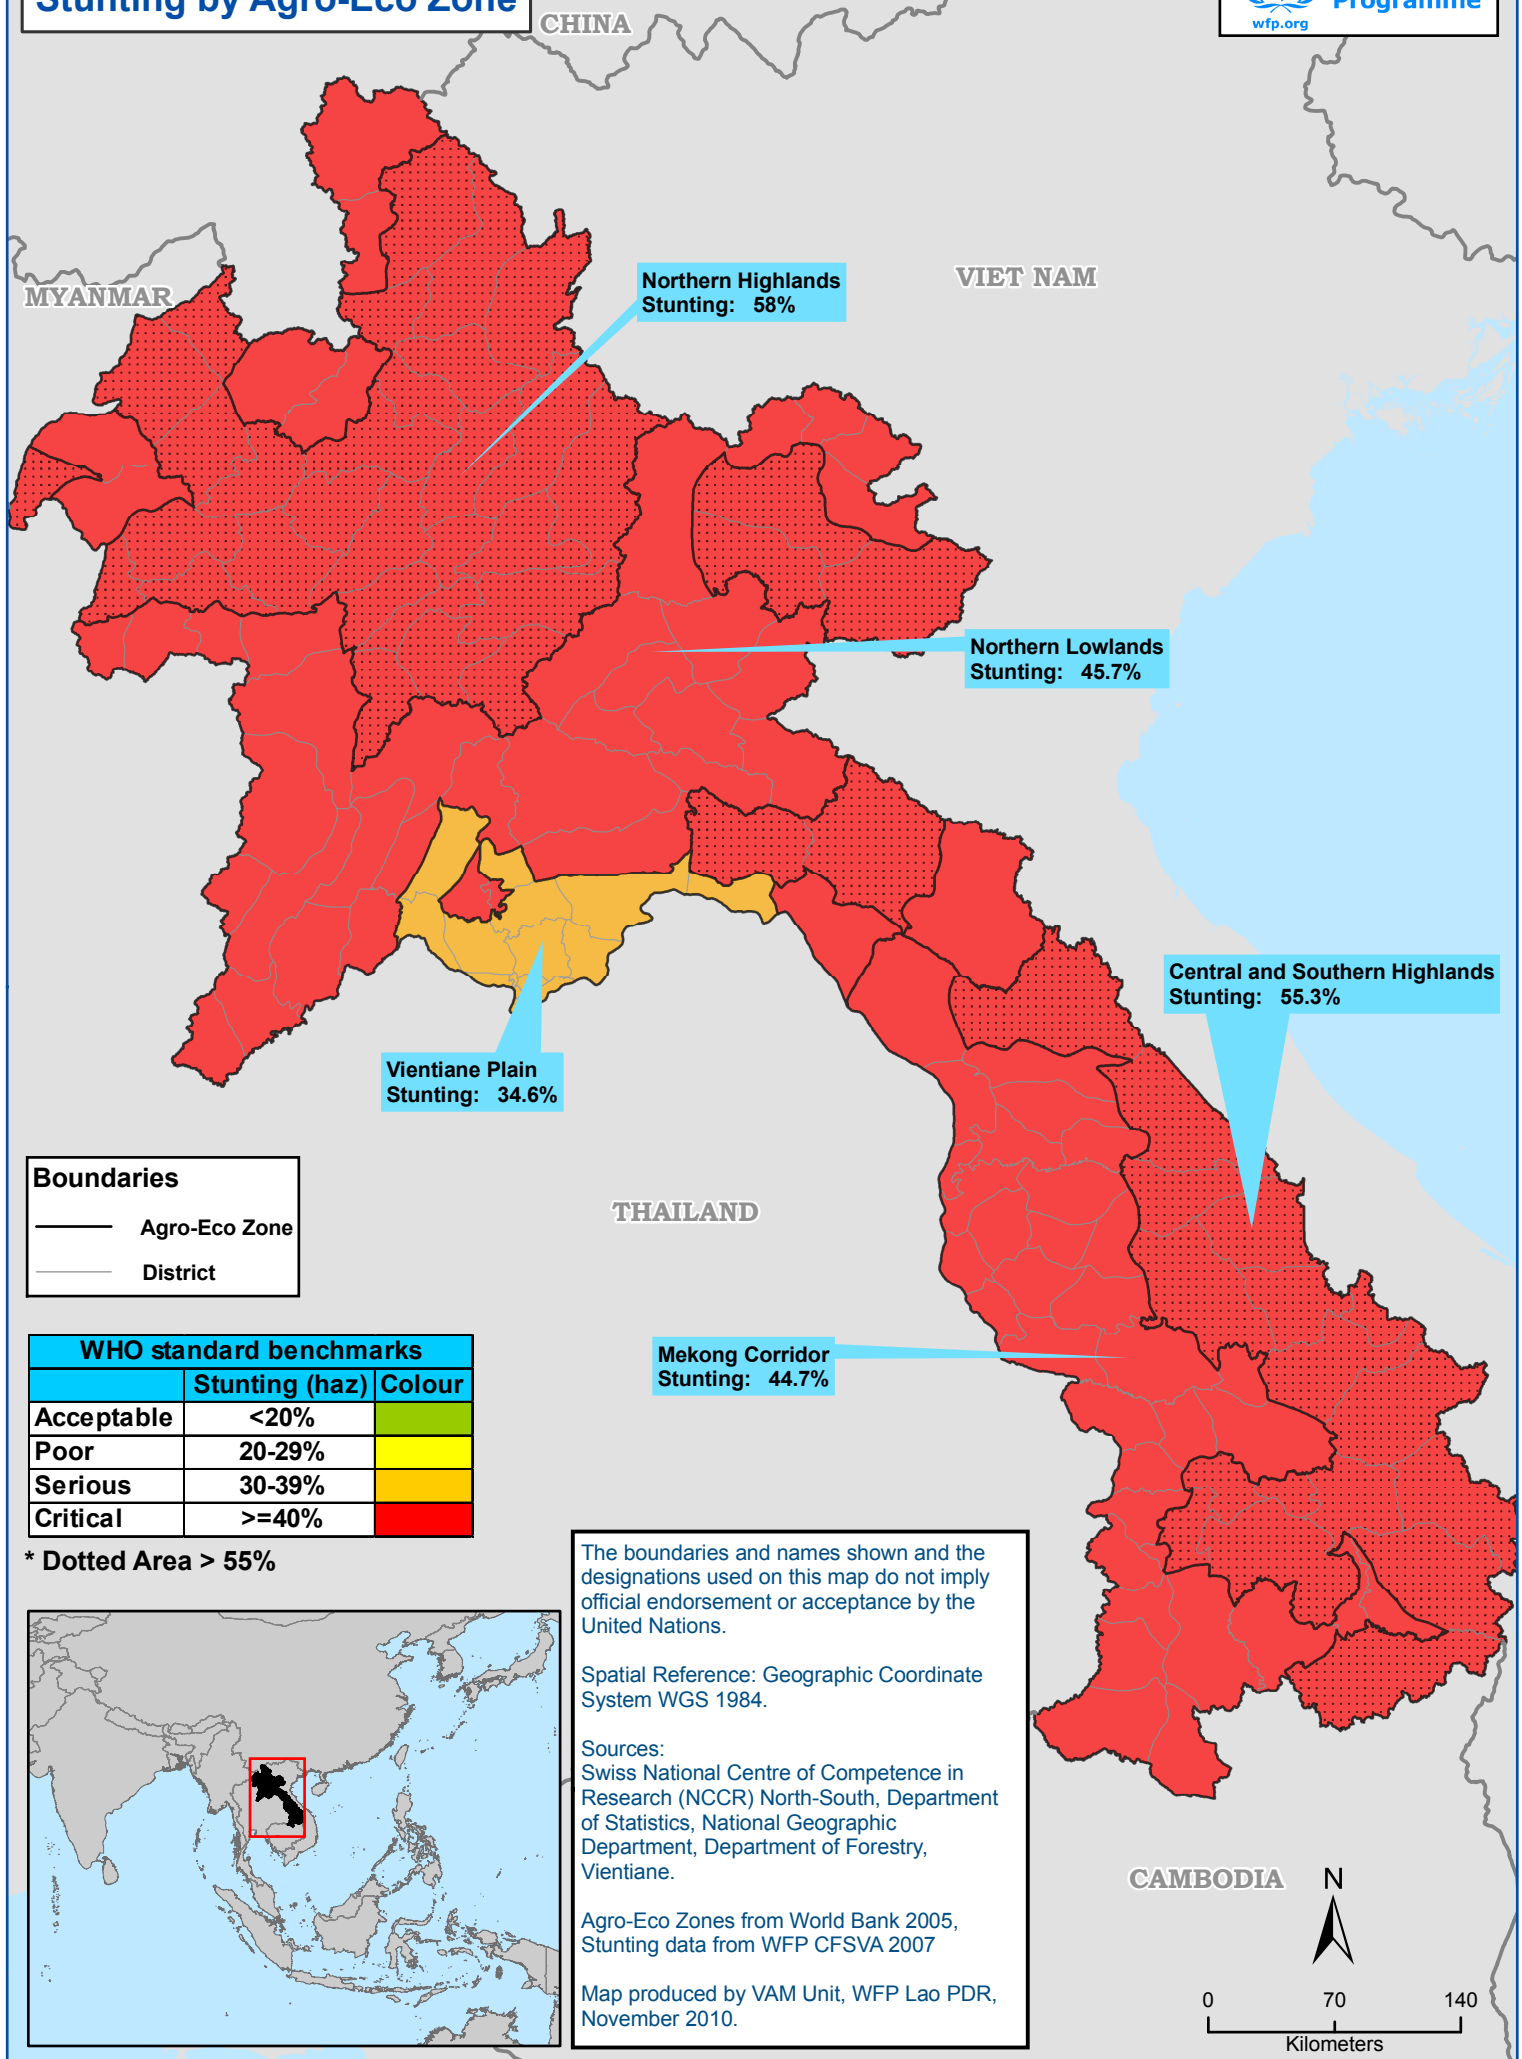 Stunting by Agro-Eco Zone
Programme
wfp.org
CHINA
MYANMAR
VIET NAM
Northern Highlands
Stunting: 58%
Northern Lowlands
Stunting: 45.7%
Central and Southern Highlands
Stunting: 55.3%
Vientiane Plain
Stunting: 34.6%
THAILAND
Mekong Corridor
Stunting: 44.7%
Boundaries
Agro-Eco Zone
District
WHO standard benchmarks
Stunting (haz) Colour
Acceptable <20%
Poor 20-29%
Serious 30-39%
Critical >=40%
* Dotted Area > 55%
The boundaries and names shown and the
designations used on this map do not imply
official endorsement or acceptance by the
United Nations.
Spatial Reference: Geographic Coordinate
System WGS 1984.
Sources:
Swiss National Centre of Competence in
Research (NCCR) North-South, Department
of Statistics, National Geographic
Department, Department of Forestry,
Vientiane.
Agro-Eco Zones from World Bank 2005,
Stunting data from WFP CFSVA 2007
Map produced by VAM Unit, WFP Lao PDR,
November 2010.
CAMBODIA
N
0 70 140
Kilometers